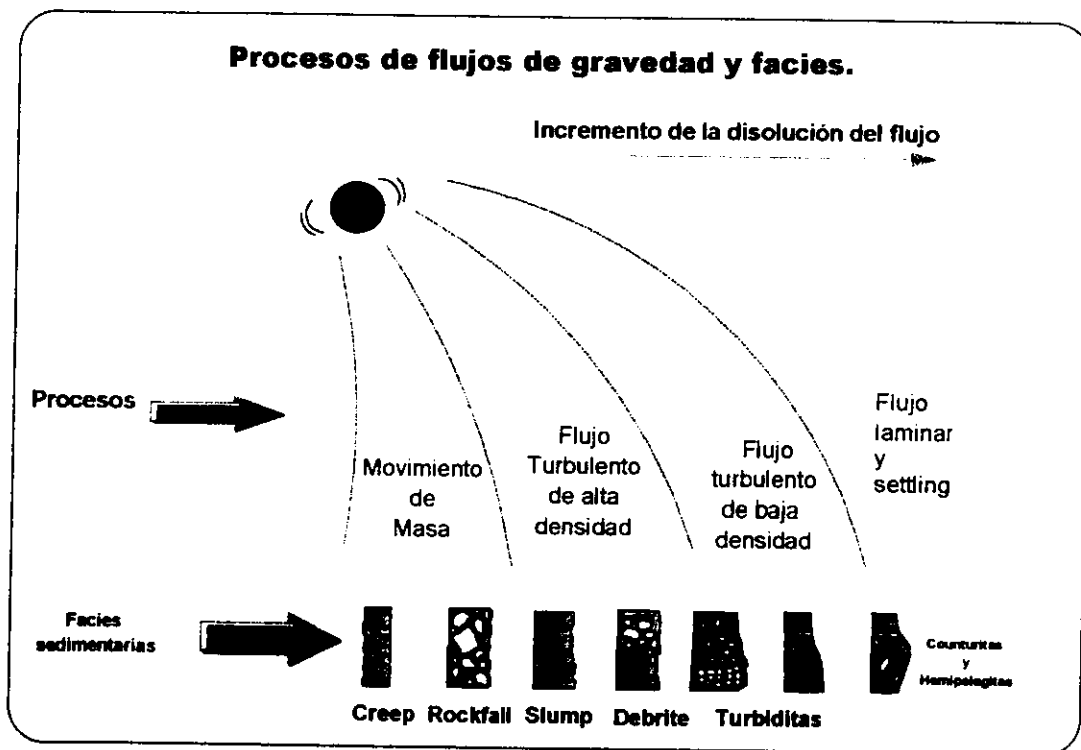 Procesos de flujos de gravedad y facies.
Incremento de la disolución del flujo
Procesos
Movimiento
de
Masa
Flujo
Turbulento
de alta
densidad
Flujo
turbulento
de baja
densidad
Flujo
laminar
y
settling
Facies
sedimentarias
Creep Rockfall Slump Debrite Turbiditas
Counturitas
y
Hemipelagitas